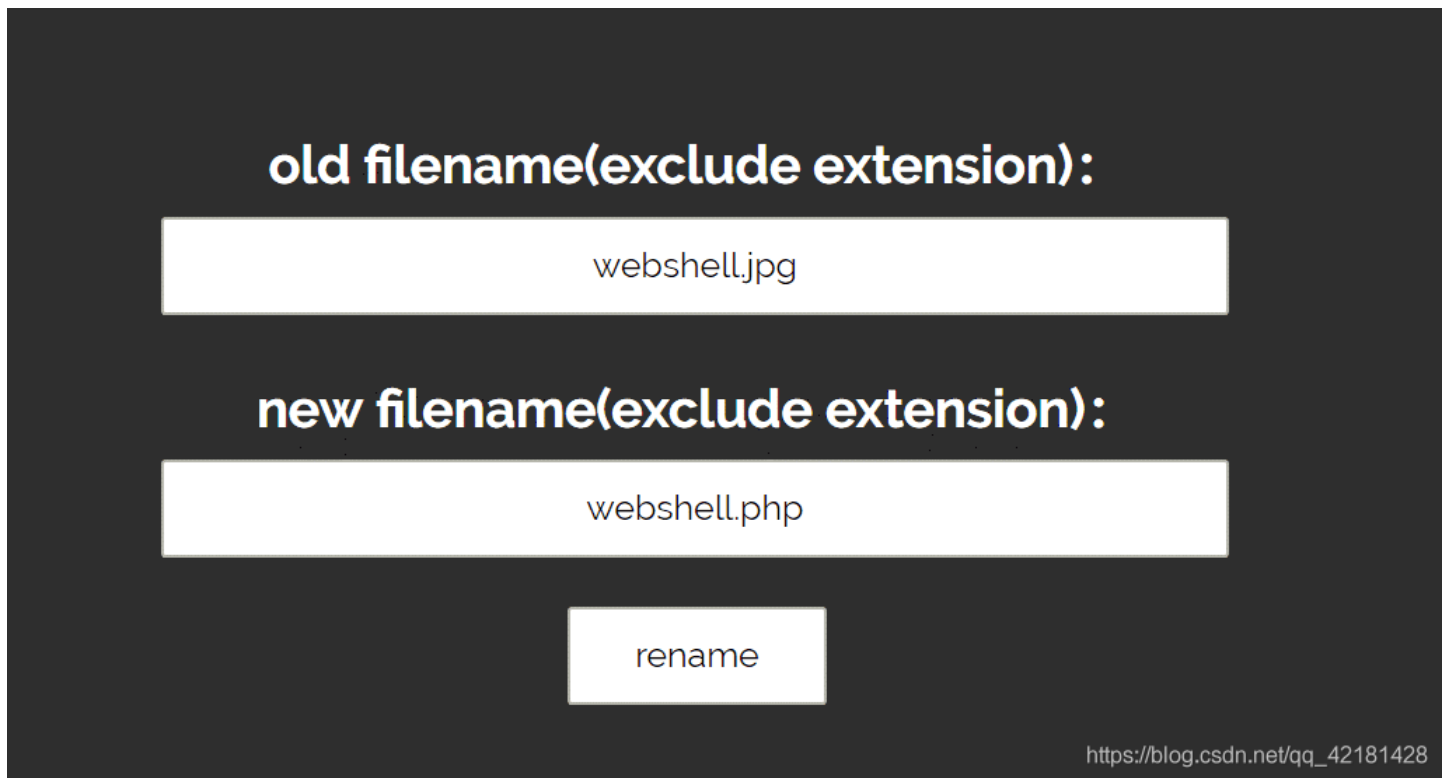 old filename(exclude extension):
webshell.jpg
new filename(exclude extension):
webshell.php
rename
https://blog.csdn.net/qq_42181428